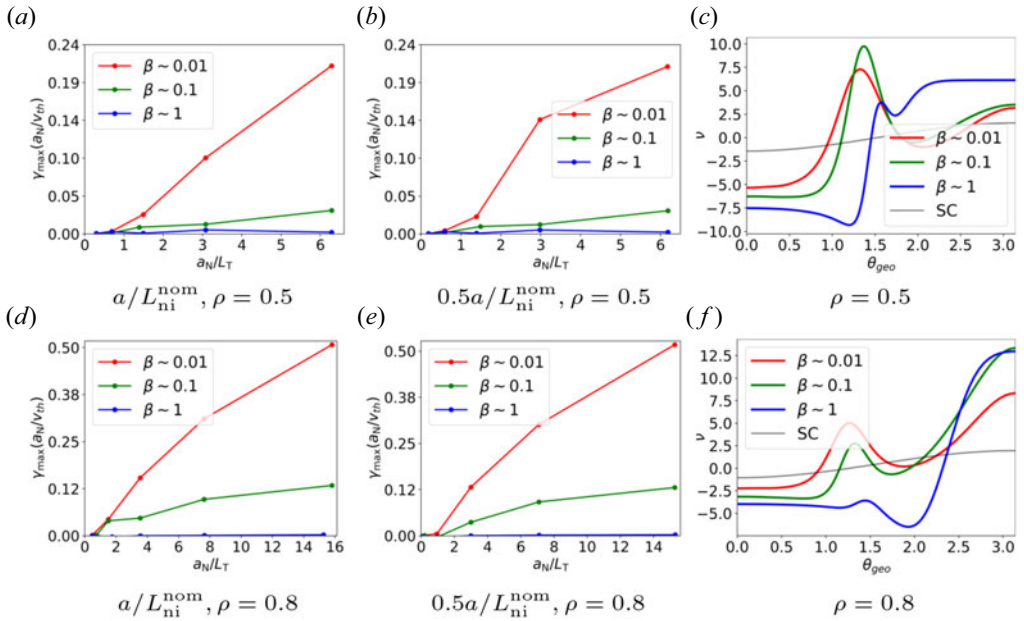 (a)
0.24
0.19
0.14
0.10
0.05
0.00
γmax(aN/vth)
β ~ 0.01
β ~ 0.1
β ~ 1
0 1 2 3 4 5 6
aN/LT
a/L_ni^nom, ρ = 0.5
(b)
0.24
0.19
0.14
0.10
0.05
0.00
γmax(aN/vth)
β ~ 0.01
β ~ 0.1
β ~ 1
0 1 2 3 4 5 6
aN/LT
0.5a/L_ni^nom, ρ = 0.5
(c)
10.0
7.5
5.0
2.5
0.0
−2.5
−5.0
−7.5
−10.0
ν
β ~ 0.01
β ~ 0.1
β ~ 1
SC
0.0 0.5 1.0 1.5 2.0 2.5 3.0
θgeo
ρ = 0.5
(d)
0.50
0.38
0.25
0.12
0.00
γmax(aN/vth)
β ~ 0.01
β ~ 0.1
β ~ 1
0 2 4 6 8 10 12 14 16
aN/LT
a/L_ni^nom, ρ = 0.8
(e)
0.50
0.38
0.25
0.12
0.00
γmax(aN/vth)
β ~ 0.01
β ~ 0.1
β ~ 1
0 2 4 6 8 10 12 14
aN/LT
0.5a/L_ni^nom, ρ = 0.8
(f)
12.5
10.0
7.5
5.0
2.5
0.0
−2.5
−5.0
ν
β ~ 0.01
β ~ 0.1
β ~ 1
SC
0.0 0.5 1.0 1.5 2.0 2.5 3.0
θgeo
ρ = 0.8